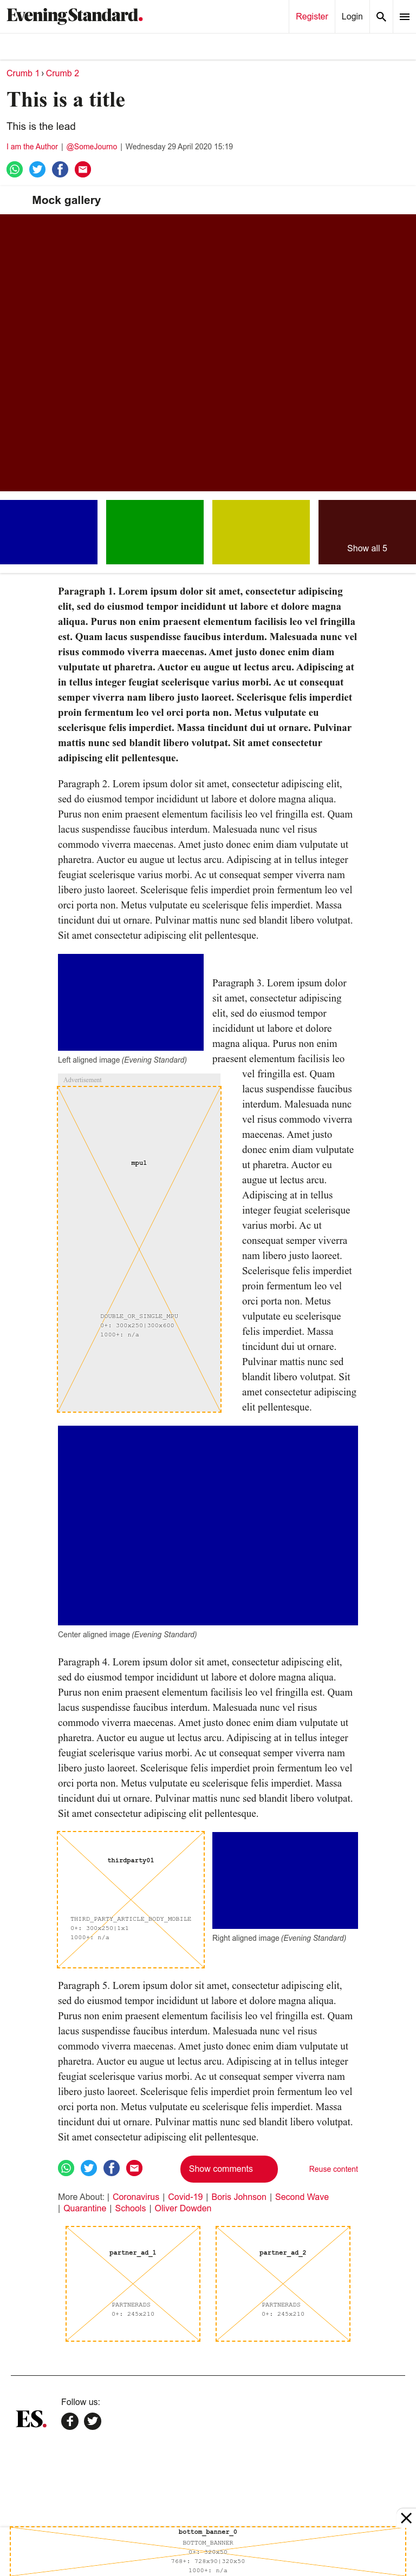 Evening Standard.
Register
Login
Crumb 1 › Crumb 2
This is a title
This is the lead
I am the Author | @SomeJourno | Wednesday 29 April 2020 15:19
Mock gallery
Show all 5
Paragraph 1. Lorem ipsum dolor sit amet, consectetur adipiscing
elit, sed do eiusmod tempor incididunt ut labore et dolore magna
aliqua. Purus non enim praesent elementum facilisis leo vel fringilla
est. Quam lacus suspendisse faucibus interdum. Malesuada nunc vel
risus commodo viverra maecenas. Amet justo donec enim diam
vulputate ut pharetra. Auctor eu augue ut lectus arcu. Adipiscing at
in tellus integer feugiat scelerisque varius morbi. Ac ut consequat
semper viverra nam libero justo laoreet. Scelerisque felis imperdiet
proin fermentum leo vel orci porta non. Metus vulputate eu
scelerisque felis imperdiet. Massa tincidunt dui ut ornare. Pulvinar
mattis nunc sed blandit libero volutpat. Sit amet consectetur
adipiscing elit pellentesque.
Paragraph 2. Lorem ipsum dolor sit amet, consectetur adipiscing elit,
sed do eiusmod tempor incididunt ut labore et dolore magna aliqua.
Purus non enim praesent elementum facilisis leo vel fringilla est. Quam
lacus suspendisse faucibus interdum. Malesuada nunc vel risus
commodo viverra maecenas. Amet justo donec enim diam vulputate ut
pharetra. Auctor eu augue ut lectus arcu. Adipiscing at in tellus integer
feugiat scelerisque varius morbi. Ac ut consequat semper viverra nam
libero justo laoreet. Scelerisque felis imperdiet proin fermentum leo vel
orci porta non. Metus vulputate eu scelerisque felis imperdiet. Massa
tincidunt dui ut ornare. Pulvinar mattis nunc sed blandit libero volutpat.
Sit amet consectetur adipiscing elit pellentesque.
Left aligned image (Evening Standard)
Paragraph 3. Lorem ipsum dolor
sit amet, consectetur adipiscing
elit, sed do eiusmod tempor
incididunt ut labore et dolore
magna aliqua. Purus non enim
praesent elementum facilisis leo
vel fringilla est. Quam
lacus suspendisse faucibus
interdum. Malesuada nunc
vel risus commodo viverra
maecenas. Amet justo
donec enim diam vulputate
ut pharetra. Auctor eu
augue ut lectus arcu.
Adipiscing at in tellus
integer feugiat scelerisque
varius morbi. Ac ut
consequat semper viverra
nam libero justo laoreet.
Scelerisque felis imperdiet
proin fermentum leo vel
orci porta non. Metus
vulputate eu scelerisque
felis imperdiet. Massa
tincidunt dui ut ornare.
Pulvinar mattis nunc sed
blandit libero volutpat. Sit
amet consectetur adipiscing
elit pellentesque.
Advertisement
mpu1
DOUBLE_OR_SINGLE_MPU
0+: 300x250|300x600
1000+: n/a
Center aligned image (Evening Standard)
Paragraph 4. Lorem ipsum dolor sit amet, consectetur adipiscing elit,
sed do eiusmod tempor incididunt ut labore et dolore magna aliqua.
Purus non enim praesent elementum facilisis leo vel fringilla est. Quam
lacus suspendisse faucibus interdum. Malesuada nunc vel risus
commodo viverra maecenas. Amet justo donec enim diam vulputate ut
pharetra. Auctor eu augue ut lectus arcu. Adipiscing at in tellus integer
feugiat scelerisque varius morbi. Ac ut consequat semper viverra nam
libero justo laoreet. Scelerisque felis imperdiet proin fermentum leo vel
orci porta non. Metus vulputate eu scelerisque felis imperdiet. Massa
tincidunt dui ut ornare. Pulvinar mattis nunc sed blandit libero volutpat.
Sit amet consectetur adipiscing elit pellentesque.
thirdparty01
THIRD_PARTY_ARTICLE_BODY_MOBILE
0+: 300x250|1x1
1000+: n/a
Right aligned image (Evening Standard)
Paragraph 5. Lorem ipsum dolor sit amet, consectetur adipiscing elit,
sed do eiusmod tempor incididunt ut labore et dolore magna aliqua.
Purus non enim praesent elementum facilisis leo vel fringilla est. Quam
lacus suspendisse faucibus interdum. Malesuada nunc vel risus
commodo viverra maecenas. Amet justo donec enim diam vulputate ut
pharetra. Auctor eu augue ut lectus arcu. Adipiscing at in tellus integer
feugiat scelerisque varius morbi. Ac ut consequat semper viverra nam
libero justo laoreet. Scelerisque felis imperdiet proin fermentum leo vel
orci porta non. Metus vulputate eu scelerisque felis imperdiet. Massa
tincidunt dui ut ornare. Pulvinar mattis nunc sed blandit libero volutpat.
Sit amet consectetur adipiscing elit pellentesque.
Show comments
Reuse content
More About: | Coronavirus | Covid-19 | Boris Johnson | Second Wave
| Quarantine | Schools | Oliver Dowden
partner_ad_1
PARTNERADS
0+: 245x210
partner_ad_2
PARTNERADS
0+: 245x210
ES.
Follow us:
bottom_banner_0
BOTTOM_BANNER
0+: 320x50
768+: 728x90|320x50
1000+: n/a